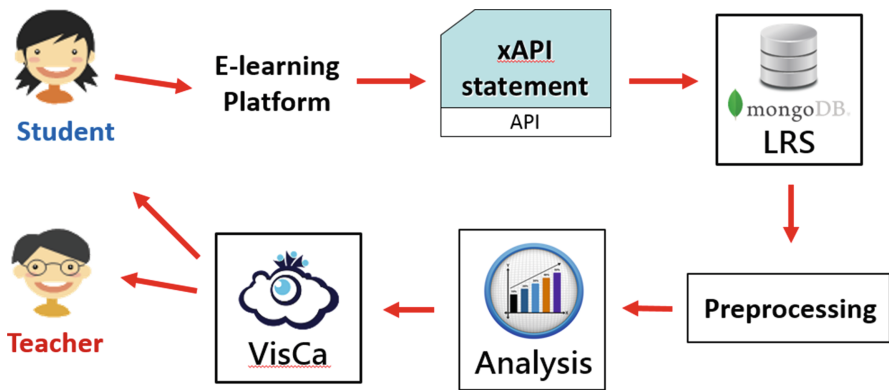 Student
E-learning
Platform
xAPI
statement
API
mongoDB.
LRS
Teacher
VisCa
Analysis
Preprocessing